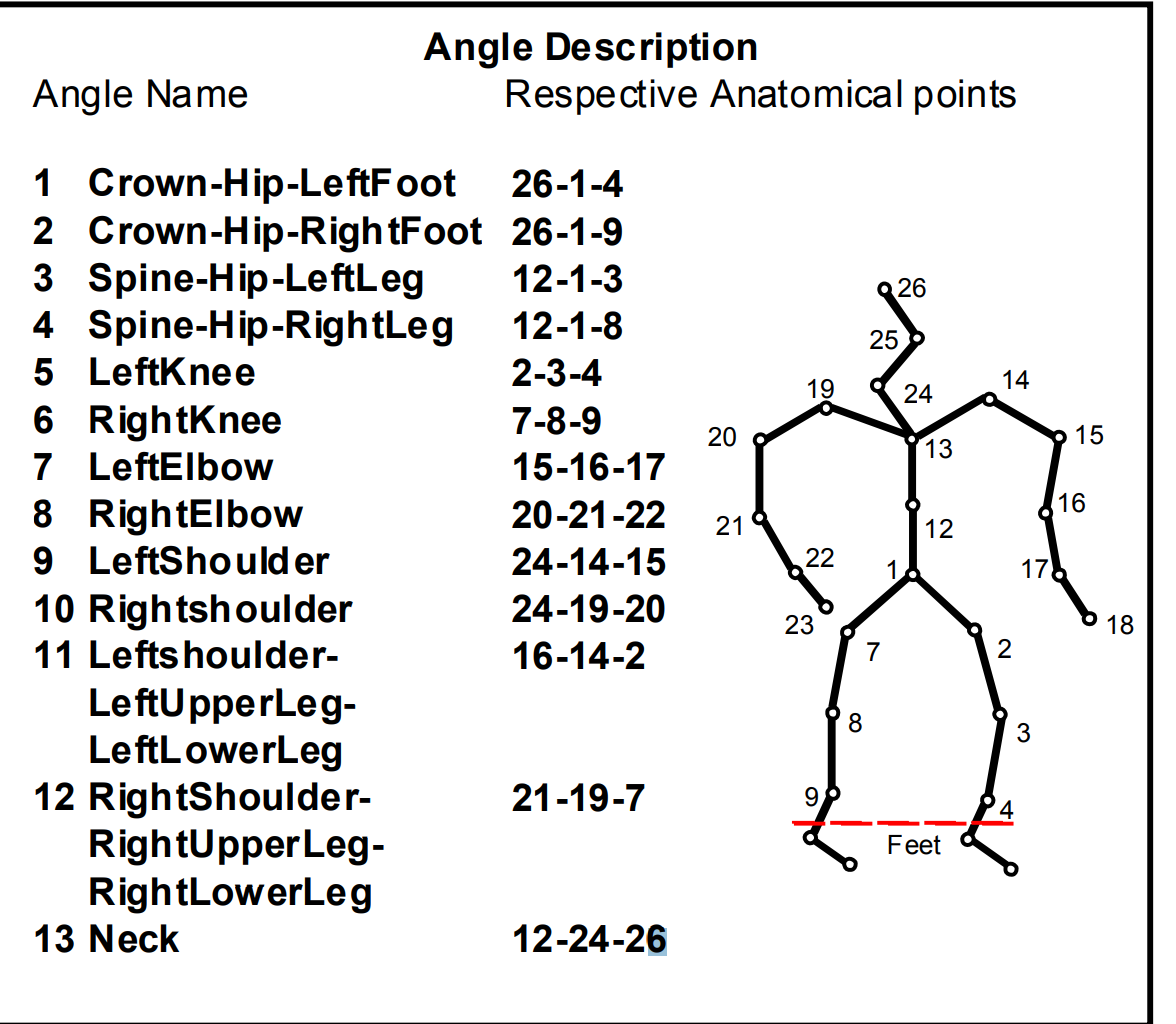 Angle Description
Angle Name Respective Anatomical points
1 Crown-Hip-LeftFoot 26-1-4
2 Crown-Hip-RightFoot 26-1-9
3 Spine-Hip-LeftLeg 12-1-3
4 Spine-Hip-RightLeg 12-1-8
5 LeftKnee 2-3-4
6 RightKnee 7-8-9
7 LeftElbow 15-16-17
8 RightElbow 20-21-22
9 LeftShoulder 24-14-15
10 Rightshoulder 24-19-20
11 Leftshoulder- 16-14-2
LeftUpperLeg-
LeftLowerLeg
12 RightShoulder- 21-19-7
RightUpperLeg-
RightLowerLeg
13 Neck 12-24-26
26
25
14
19
24
20
13
15
16
21
12
22
1
17
23
18
7
2
8
3
9
4
Feet